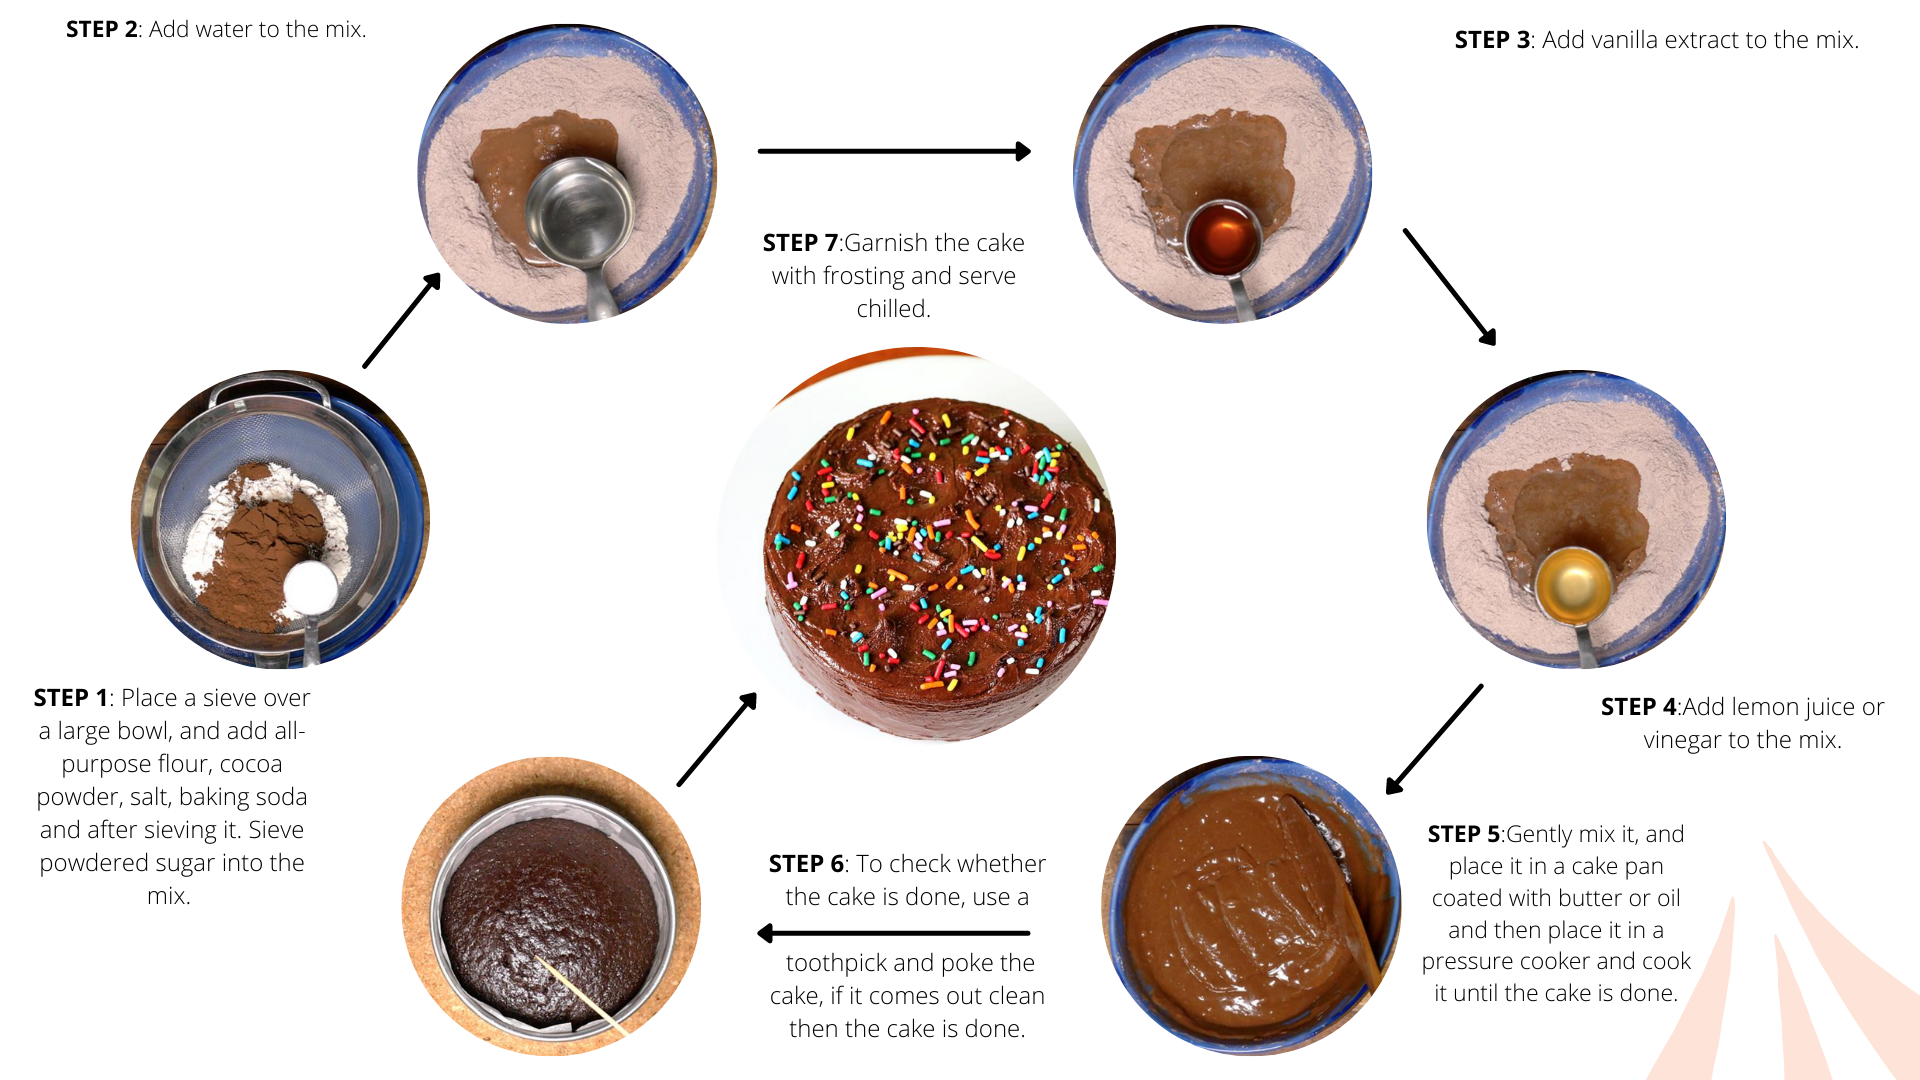 STEP 1: Place a sieve over
a large bowl, and add all-
purpose flour, cocoa
powder, salt, baking soda
and after sieving it. Sieve
powdered sugar into the
mix.
STEP 2: Add water to the mix.
STEP 3: Add vanilla extract to the mix.
STEP 4:Add lemon juice or
vinegar to the mix.
STEP 5:Gently mix it, and
place it in a cake pan
coated with butter or oil
and then place it in a
pressure cooker and cook
it until the cake is done.
STEP 6: To check whether
the cake is done, use a
toothpick and poke the
cake, if it comes out clean
then the cake is done.
STEP 7:Garnish the cake
with frosting and serve
chilled.